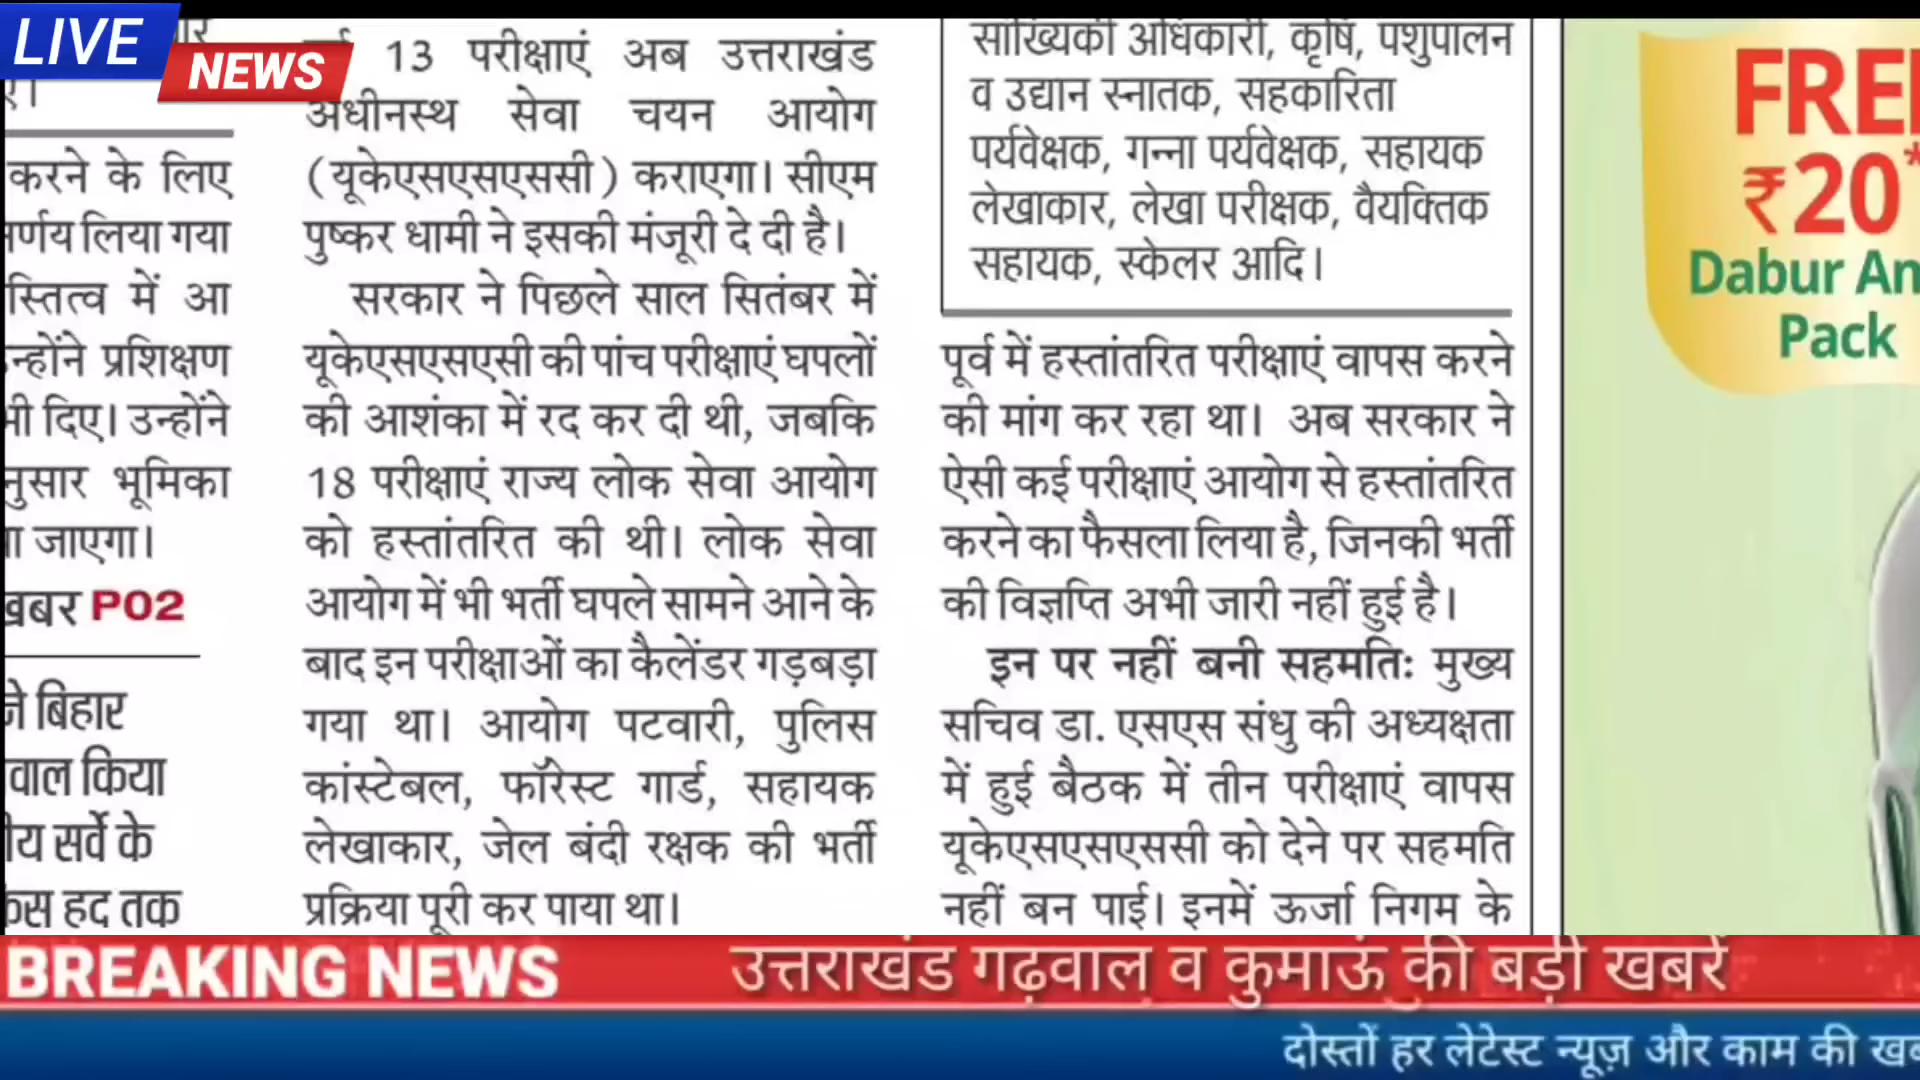 LIVE
NEWS
करने के लिए
लिया गया
में आ
प्रशिक्षण
दिए। उन्होंने
भूमिका
जाएगा।
खबर P02
ने बिहार
किया
सर्वे के
हद तक
13 परीक्षाएं अब उत्तराखंड
अधीनस्थ सेवा चयन आयोग
(यूकेएसएसएससी) कराएगा। सीएम
पुष्कर धामी ने इसकी मंजूरी दे दी है।
सरकार ने पिछले साल सितंबर में
यूकेएसएसएसी की पांच परीक्षाएं घपलों
की आशंका में रद कर दी थी, जबकि
18 परीक्षाएं राज्य लोक सेवा आयोग
को हस्तांतरित की थी। लोक सेवा
आयोग में भी भर्ती घपले सामने आने के
बाद इन परीक्षाओं का कैलेंडर गड़बड़ा
गया था। आयोग पटवारी, पुलिस
कांस्टेबल, फॉरेस्ट गार्ड, सहायक
लेखाकार, जेल बंदी रक्षक की भर्ती
प्रक्रिया पूरी कर पाया था।
सांख्यिकी अधिकारी, कृषि, पशुपालन
व उद्यान स्नातक, सहकारिता
पर्यवेक्षक, गन्ना पर्यवेक्षक, सहायक
लेखाकार, लेखा परीक्षक, वैयक्तिक
सहायक, स्केलर आदि।
पूर्व में हस्तांतरित परीक्षाएं वापस करने
की मांग कर रहा था। अब सरकार ने
ऐसी कई परीक्षाएं आयोग से हस्तांतरित
करने का फैसला लिया है, जिनकी भर्ती
की विज्ञप्ति अभी जारी नहीं हुई है।
इन पर नहीं बनी सहमतिः मुख्य
सचिव डा. एसएस संधु की अध्यक्षता
में हुई बैठक में तीन परीक्षाएं वापस
यूकेएसएसएससी को देने पर सहमति
नहीं बन पाई। इनमें ऊर्जा निगम के
₹20*
Dabur
Pack
BREAKING NEWS
उत्तराखंड गढ़वाल व कुमाऊं की बड़ी खबरें
दोस्तों हर लेटेस्ट न्यूज़ और काम की